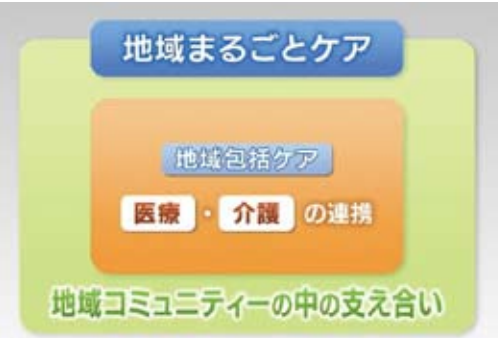 地域まるごとケア
地域包括ケア
医療・介護の連携
地域コミュニティーの中の支え合い